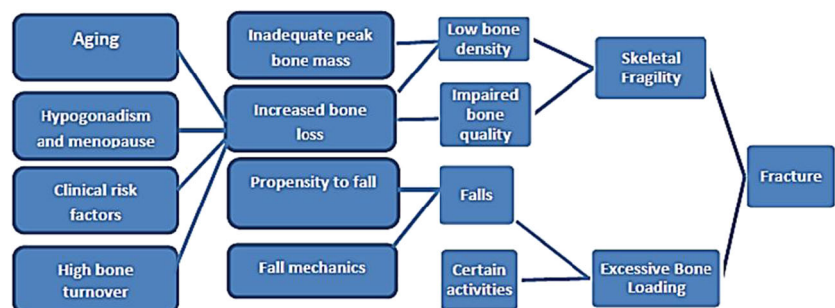 Aging
Hypogonadism
and menopause
Clinical risk
factors
High bone
turnover
Inadequate peak
bone mass
Increased bone
loss
Propensity to fall
Fall mechanics
Low bone
density
Impaired
bone
quality
Falls
Certain
activities
Skeletal
Fragility
Excessive Bone
Loading
Fracture